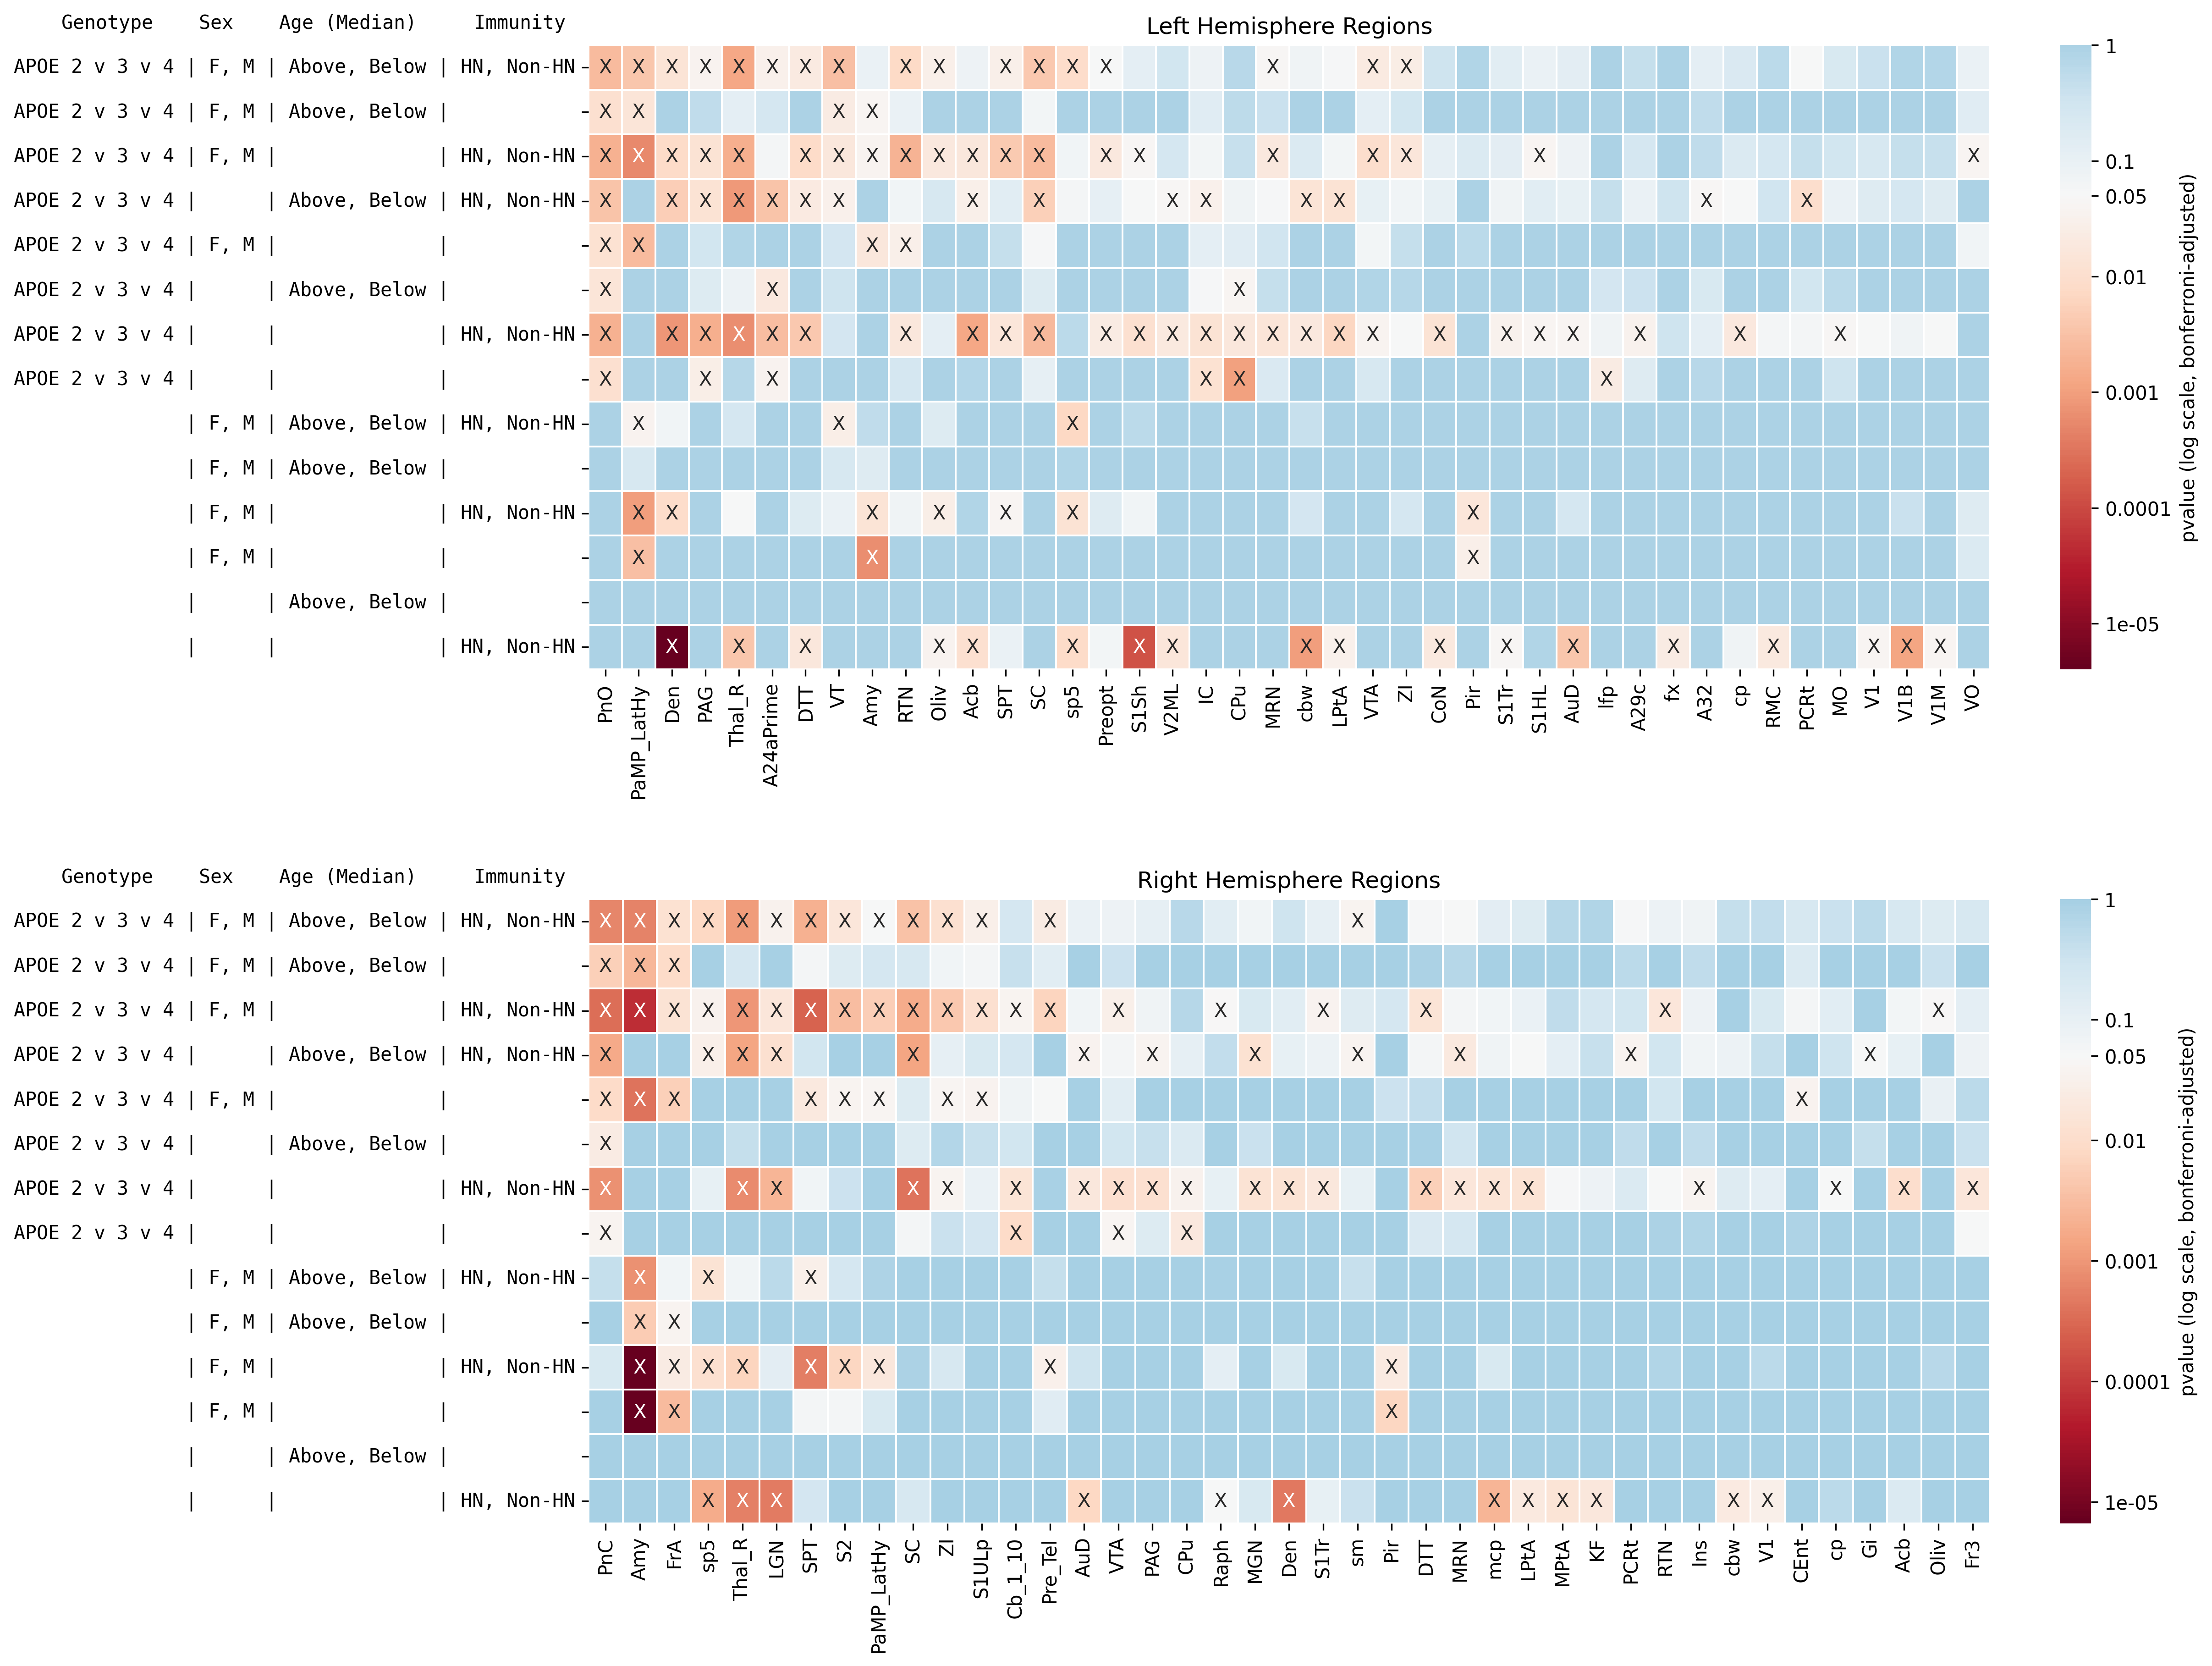 Genotype Sex Age (Median) Immunity Left Hemisphere Regions
APOE 2 v 3 v 4 | F, M | Above, Below | HN, Non-HN X X X X X X X X X X X X X X X X X
APOE 2 v 3 v 4 | F, M | Above, Below | X X X X
APOE 2 v 3 v 4 | F, M | | HN, Non-HN X X X X X X X X X X X X X X X X X X X X
APOE 2 v 3 v 4 | | Above, Below | HN, Non-HN X X X X X X X X X X X X X X X
APOE 2 v 3 v 4 | F, M | | X X X X
APOE 2 v 3 v 4 | | Above, Below | X X X
APOE 2 v 3 v 4 | | | HN, Non-HN X X X X X X X X X X X X X X X X X X X X X X X X X X
APOE 2 v 3 v 4 | | | X X X X X X
| F, M | Above, Below | HN, Non-HN X X X
| F, M | Above, Below |
| F, M | | HN, Non-HN X X X X X X X
| F, M | | X X X
| | Above, Below |
| | | HN, Non-HN X X X X X X X X X X X X X X X X X X
PnO PaMP_LatHy Den PAG Thal_R A24aPrime DTT VT Amy RTN Oliv Acb SPT SC sp5 Preopt S1Sh V2ML IC CPu MRN cbw LPtA VTA ZI CoN Pir S1Tr S1HL AuD lfp A29c fx A32 cp RMC PCRt MO V1 V1B V1M VO
1
0.1
0.05
0.01
0.001
0.0001
1e-05
pvalue (log scale, bonferroni-adjusted)
Genotype Sex Age (Median) Immunity Right Hemisphere Regions
APOE 2 v 3 v 4 | F, M | Above, Below | HN, Non-HN X X X X X X X X X X X X X X
APOE 2 v 3 v 4 | F, M | Above, Below | X X X
APOE 2 v 3 v 4 | F, M | | HN, Non-HN X X X X X X X X X X X X X X X X X X X X
APOE 2 v 3 v 4 | | Above, Below | HN, Non-HN X X X X X X X X X X X X
APOE 2 v 3 v 4 | F, M | | X X X X X X X X X
APOE 2 v 3 v 4 | | Above, Below | X
APOE 2 v 3 v 4 | | | HN, Non-HN X X X X X X X X X X X X X X X X X X X X X
APOE 2 v 3 v 4 | | | X X X X
| F, M | Above, Below | HN, Non-HN X X X
| F, M | Above, Below | X X
| F, M | | HN, Non-HN X X X X X X X X X
| F, M | | X X X
| | Above, Below |
| | | HN, Non-HN X X X X X X X X X X X X
PnC Amy FrA sp5 Thal_R LGN SPT S2 PaMP_LatHy SC ZI S1ULp Cb_1_10 Pre_Tel AuD VTA PAG CPu Raph MGN Den S1Tr sm Pir DTT MRN mcp LPtA MPtA KF PCRt RTN Ins cbw V1 CEnt cp Gi Acb Oliv Fr3
1
0.1
0.05
0.01
0.001
0.0001
1e-05
pvalue (log scale, bonferroni-adjusted)